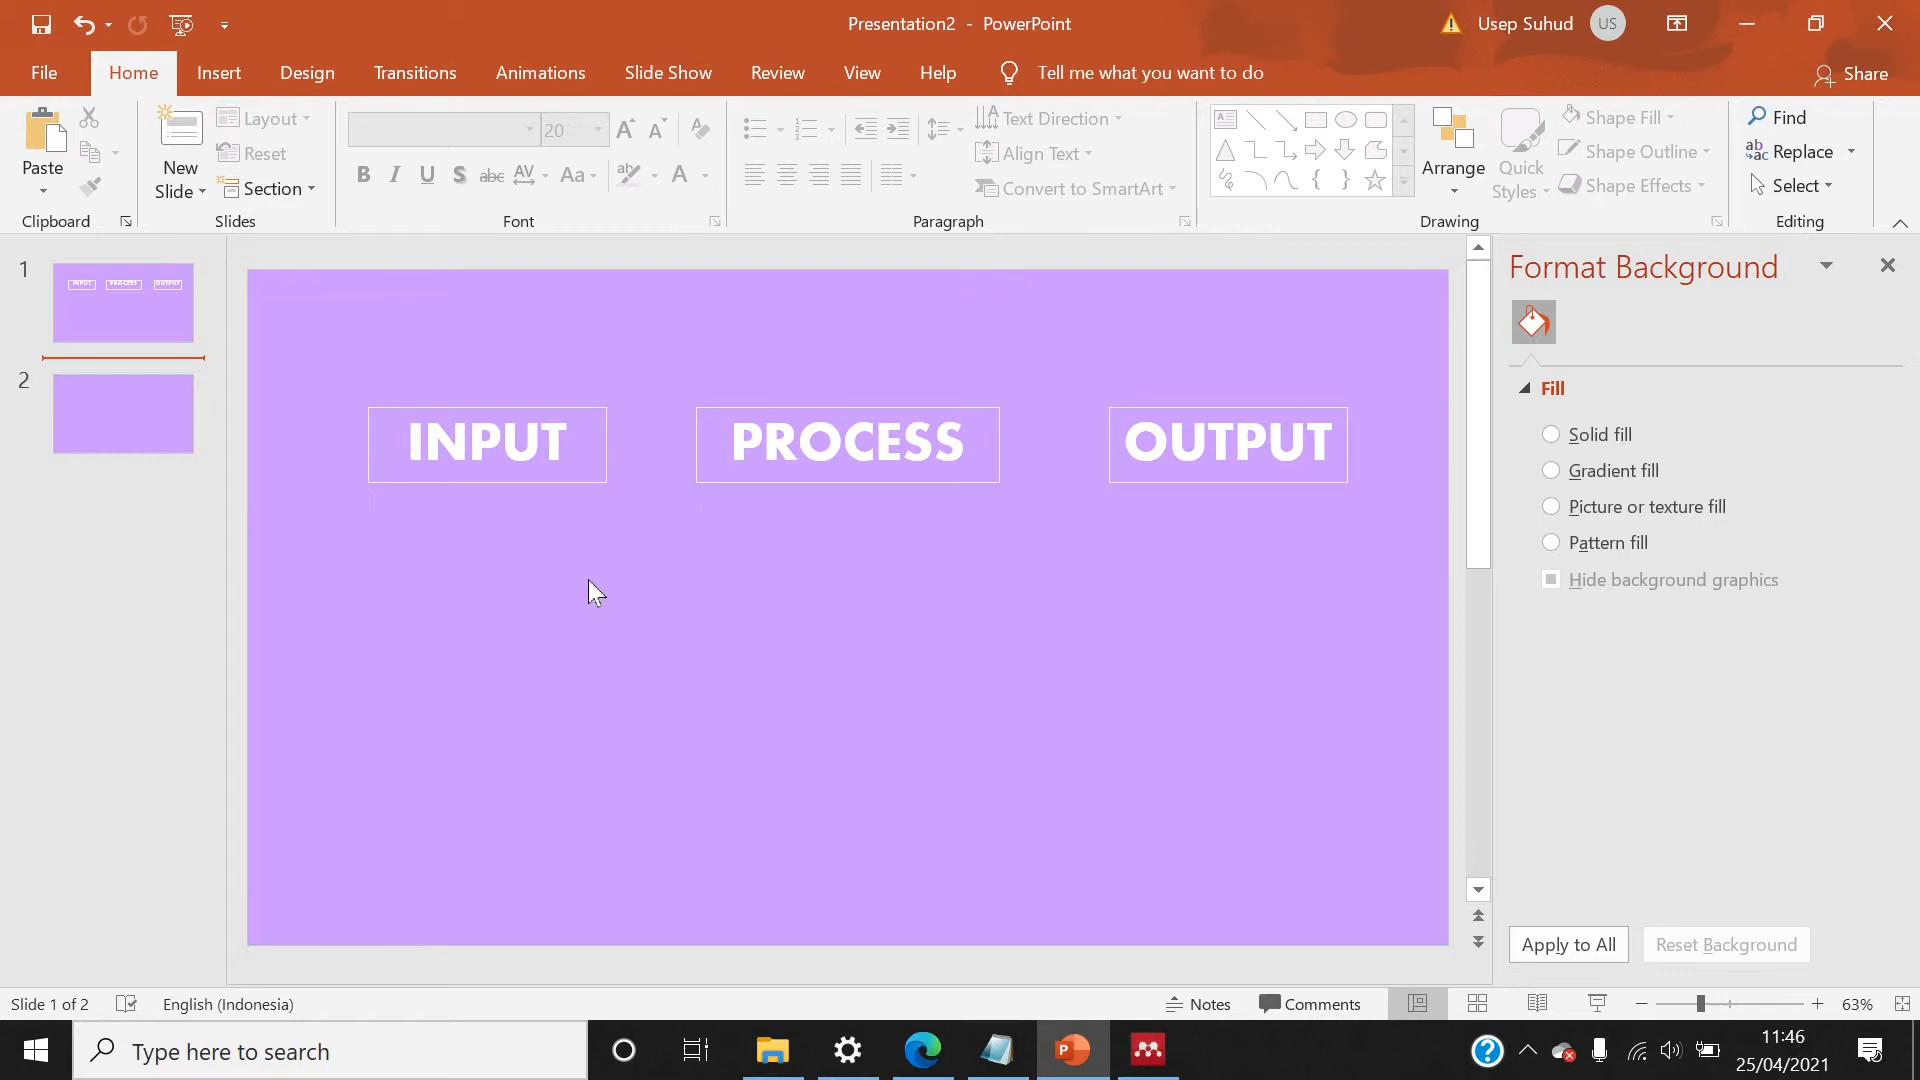 Presentation2 - PowerPoint
Usep Suhud
US
File
Home
Insert
Design
Transitions
Animations
Slide Show
Review
View
Help
Tell me what you want to do
Share
Paste
Clipboard
New
Slide
Layout
Reset
Section
Slides
20
B
I
U
S
abc
AV
Aa
A
Font
Text Direction
Align Text
Convert to SmartArt
Paragraph
Arrange
Quick
Styles
Shape Fill
Shape Outline
Shape Effects
Drawing
Find
Replace
Select
Editing
1
INPUT PROCESS OUTPUT
2
INPUT
PROCESS
OUTPUT
Format Background
Fill
Solid fill
Gradient fill
Picture or texture fill
Pattern fill
Hide background graphics
Apply to All
Reset Background
Slide 1 of 2
English (Indonesia)
Notes
Comments
63%
Type here to search
11:46
25/04/2021